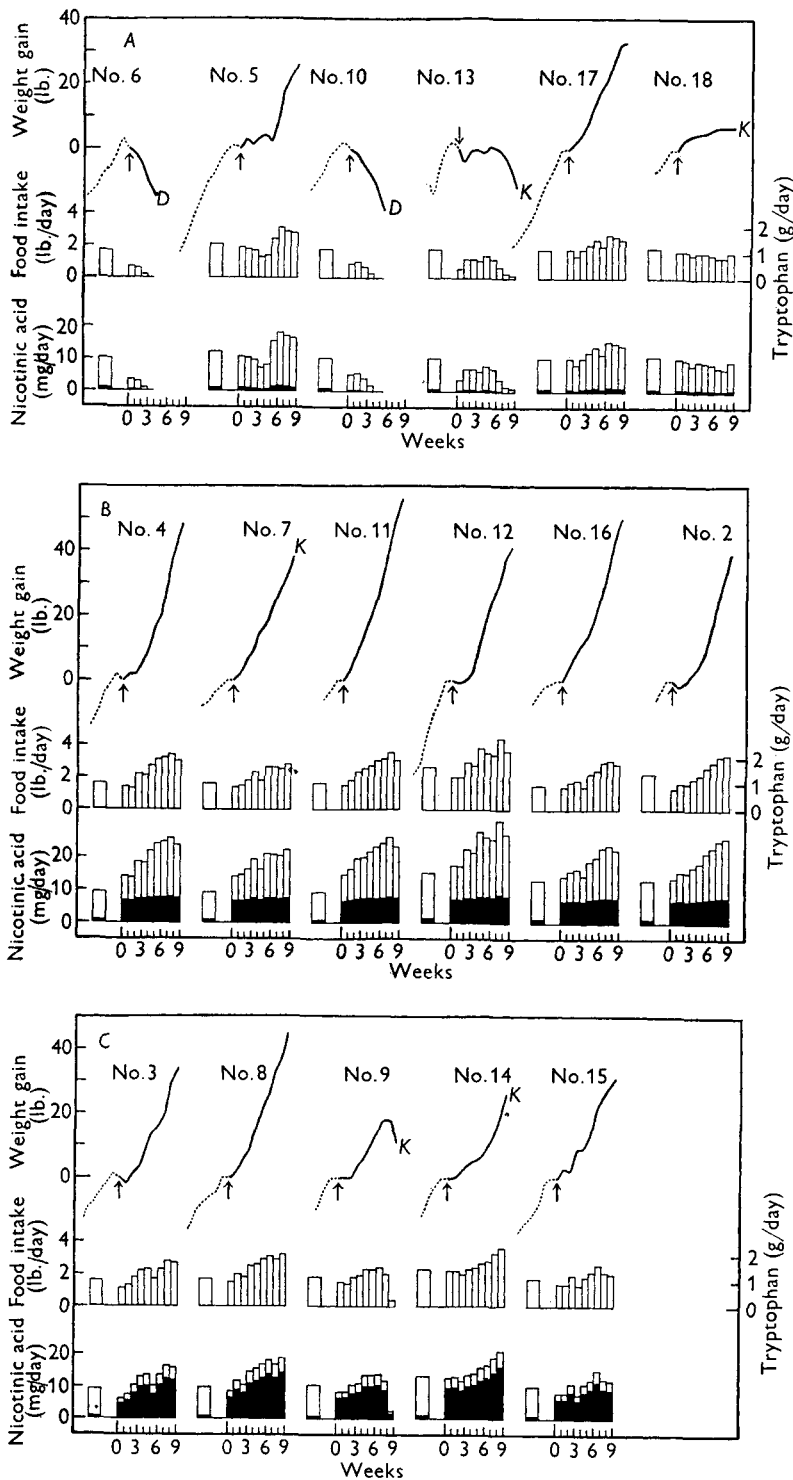 A
Weight gain (lb.)
40
20
0
No. 6
No. 5
No. 10
No. 13
No. 17
No. 18
D
D
K
K
Food intake (lb./day)
4
2
0
2
1
0
Tryptophan (g/day)
Nicotinic acid (mg/day)
20
10
0
0 3 6 9 0 3 6 9 0 3 6 9 0 3 6 9 0 3 6 9 0 3 6 9
Weeks
B
Weight gain (lb.)
40
20
0
No. 4
No. 7
No. 11
No. 12
No. 16
No. 2
K
Food intake (lb./day)
4
2
0
2
1
0
Tryptophan (g/day)
Nicotinic acid (mg/day)
20
10
0
0 3 6 9 0 3 6 9 0 3 6 9 0 3 6 9 0 3 6 9 0 3 6 9
Weeks
C
Weight gain (lb.)
40
20
0
No. 3
No. 8
No. 9
No. 14
No. 15
K
K
Food intake (lb./day)
4
2
0
2
1
0
Tryptophan (g/day)
Nicotinic acid (mg/day)
20
10
0
0 3 6 9 0 3 6 9 0 3 6 9 0 3 6 9 0 3 6 9
Weeks